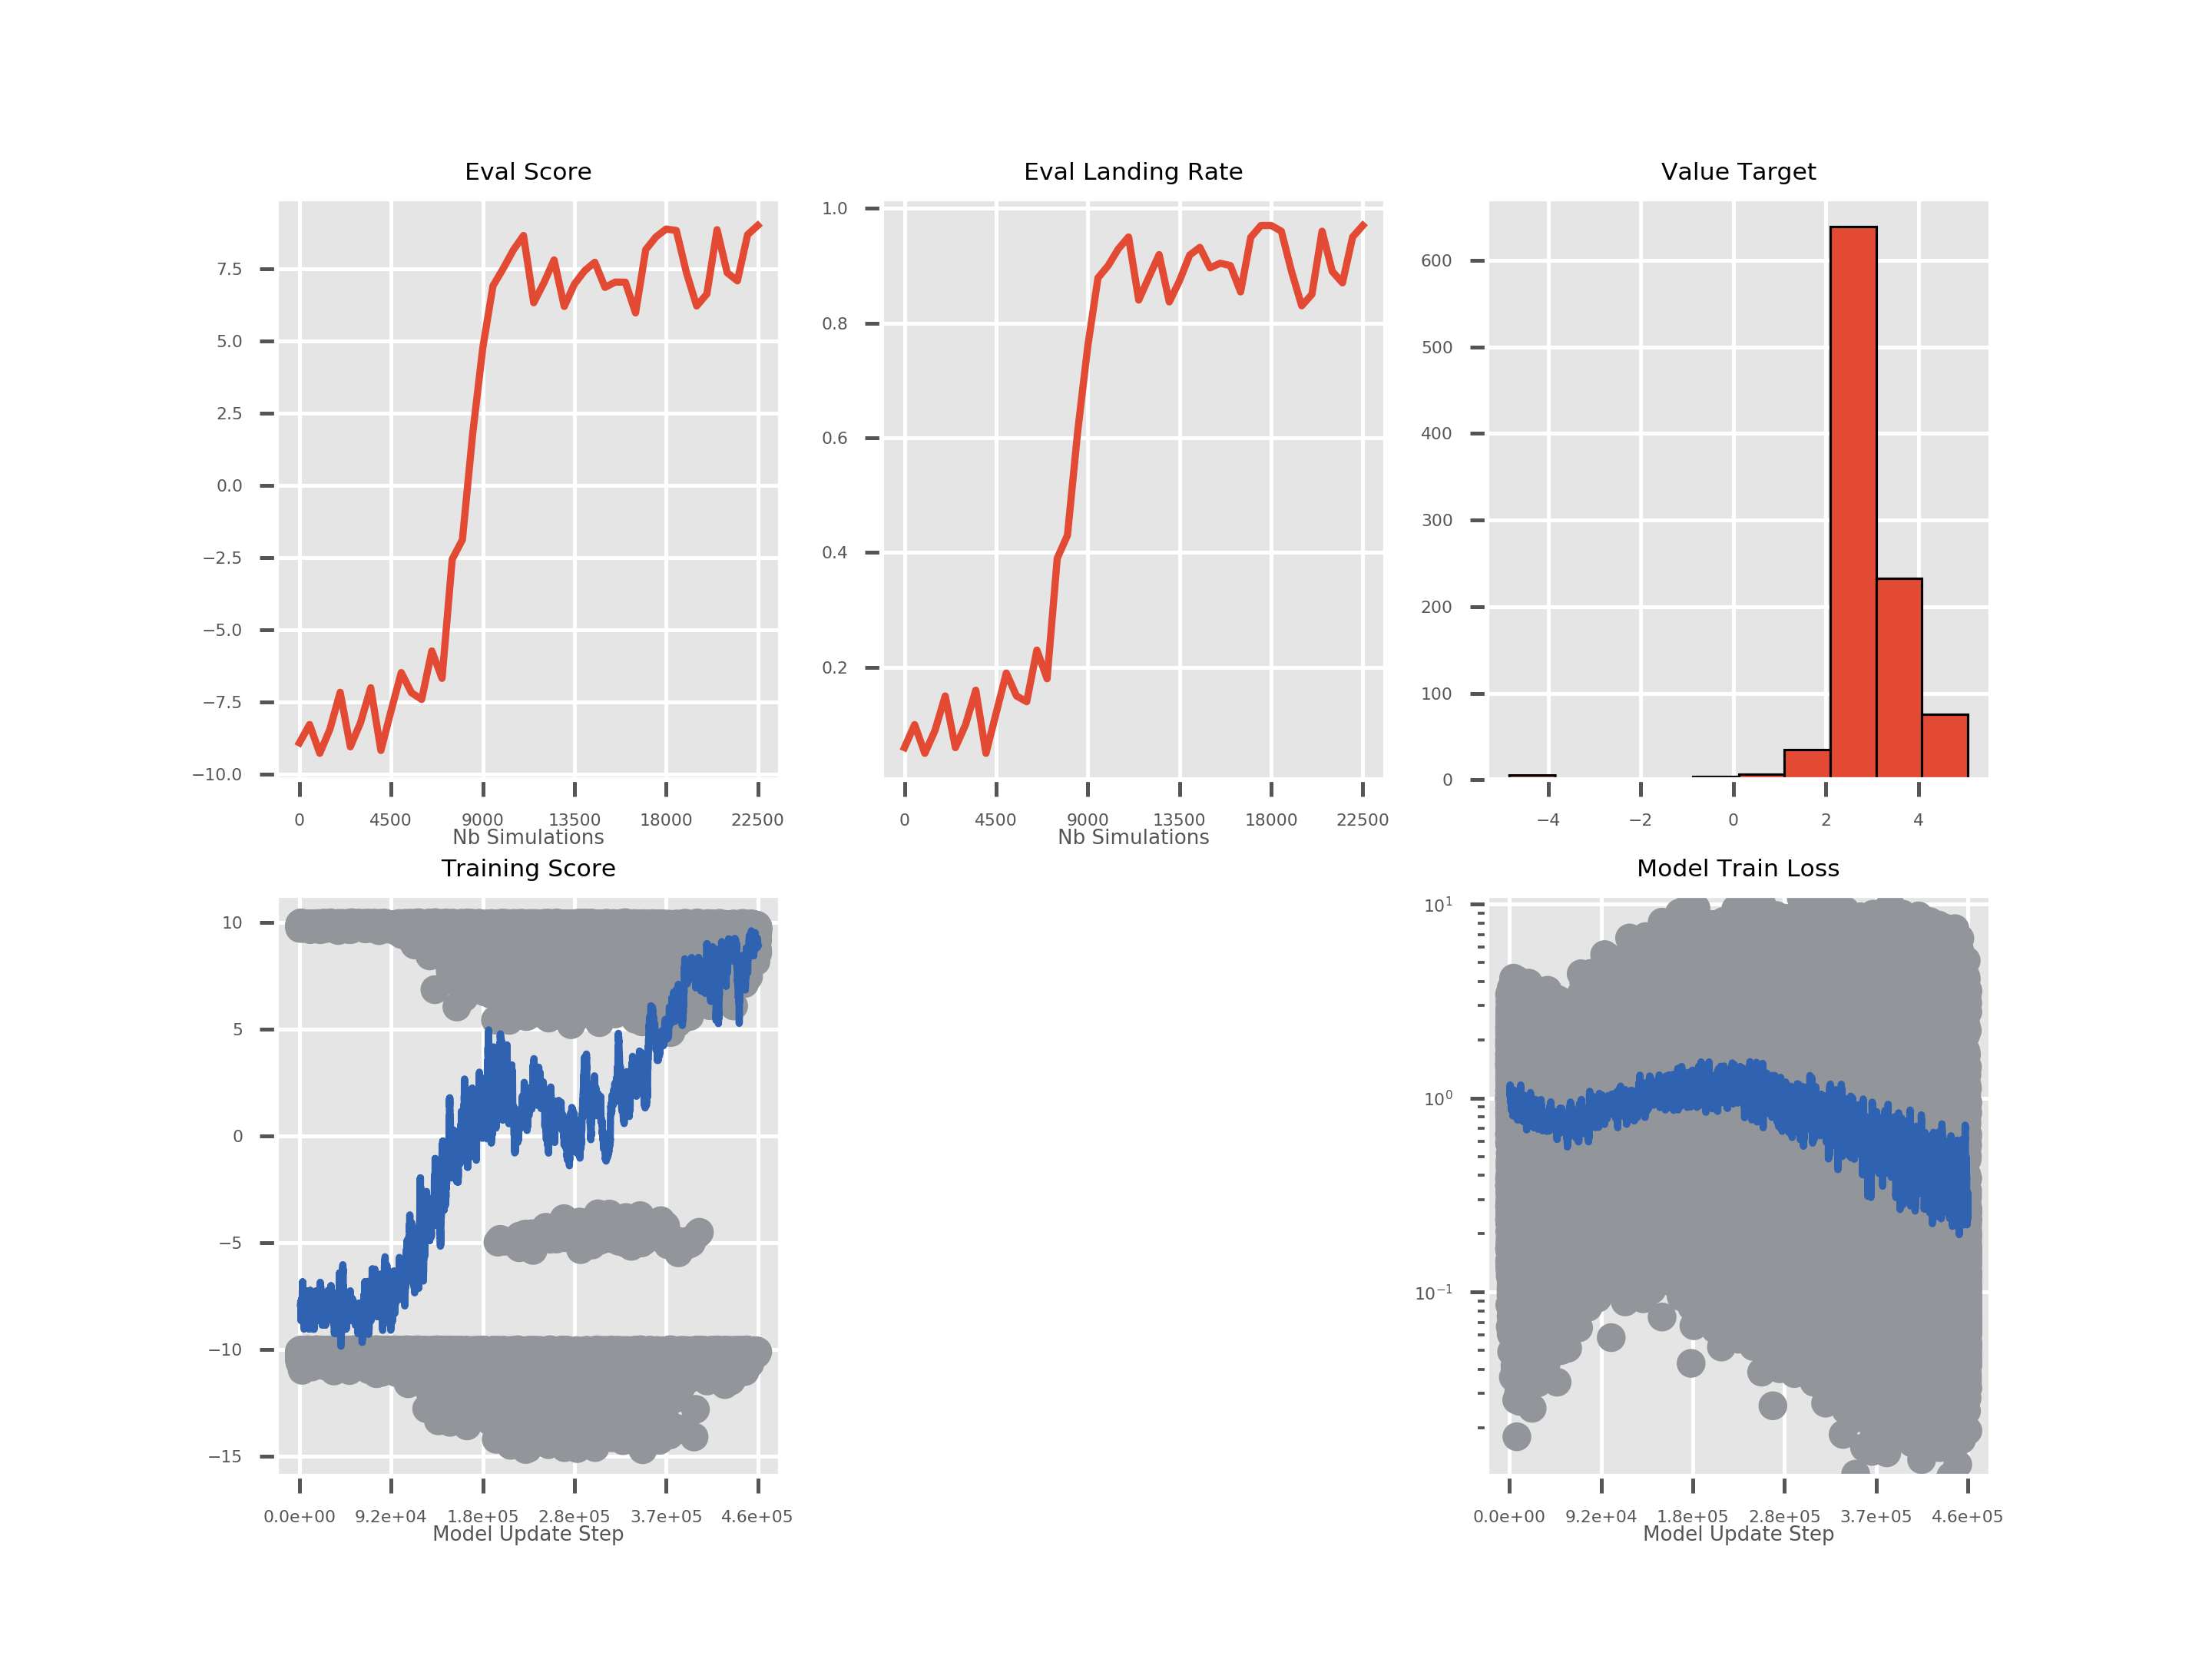 Eval Score
7.5
5.0
2.5
0.0
−2.5
−5.0
−7.5
−10.0
0 4500 9000 13500 18000 22500
Nb Simulations
Eval Landing Rate
1.0
0.8
0.6
0.4
0.2
0 4500 9000 13500 18000 22500
Nb Simulations
Value Target
600
500
400
300
200
100
0
−4 −2 0 2 4
Training Score
10
5
0
−5
−10
−15
0.0e+00 9.2e+04 1.8e+05 2.8e+05 3.7e+05 4.6e+05
Model Update Step
Model Train Loss
10¹
10⁰
10⁻¹
0.0e+00 9.2e+04 1.8e+05 2.8e+05 3.7e+05 4.6e+05
Model Update Step